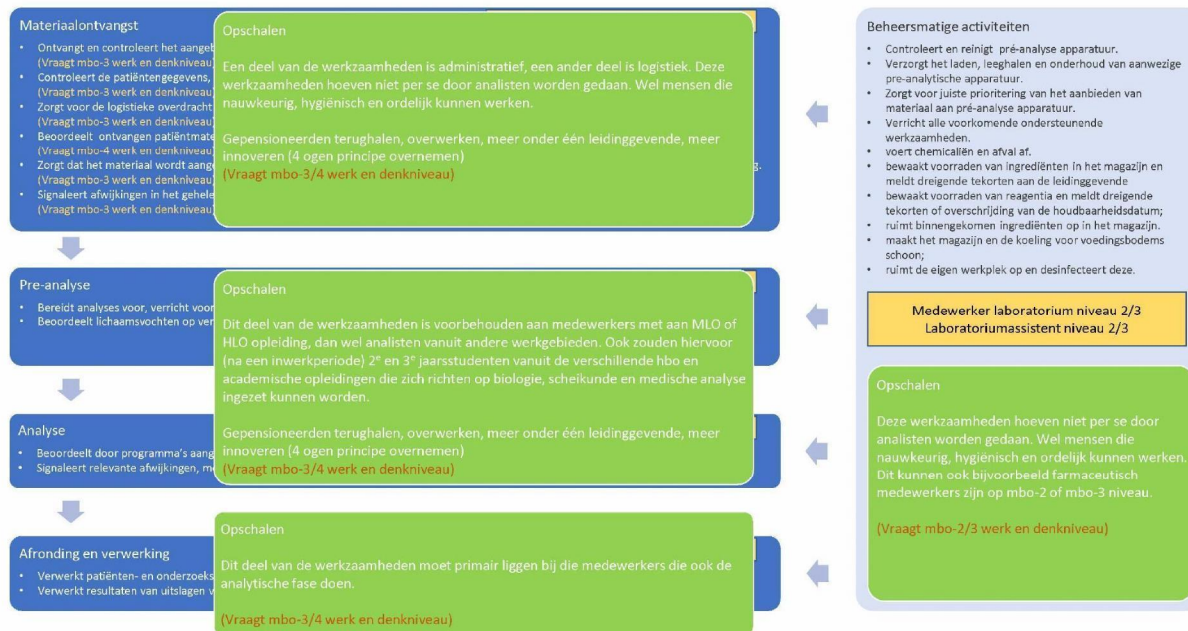 Materiaalontvangst
• Ontvangt en controleert het
(Vraagt mbo-3 werk en denkniveau)
• Controleert de patiëntengegevens,
(Vraagt mbo-3 werk en denkniveau)
• Zorgt voor de logistieke overdracht
(Vraagt mbo-3 werk en denkniveau)
• Beoordeelt ontvangen
(Vraagt mbo-4 werk en denkniveau)
• Zorgt dat het materiaal wordt
(Vraagt mbo-3 werk en denkniveau)
• Signaleert afwijkingen in het
(Vraagt mbo-3 werk en denkniveau)
Opschalen
Een deel van de werkzaamheden is administratief, een ander deel is logistiek. Deze
werkzaamheden hoeven niet per se door analisten worden gedaan. Wel mensen die
nauwkeurig, hygiënisch en ordelijk kunnen werken.
Gepensioneerden terughalen, overwerken, meer onder één leidinggevende, meer
innoveren (4 ogen principe overnemen)
(Vraagt mbo-3/4 werk en denkniveau)
Pre-analyse
• Bereidt analyses voor, verricht
• Beoordeelt lichaamsvochten op
Opschalen
Dit deel van de werkzaamheden is voorbehouden aan medewerkers met aan MLO of
HLO opleiding, dan wel analisten vanuit andere werkgebieden. Ook zouden hiervoor
(na een inwerkperiode) 2e en 3e jaarsstudenten vanuit de verschillende hbo en
academische opleidingen die zich richten op biologie, scheikunde en medische analyse
ingezet kunnen worden.
Gepensioneerden terughalen, overwerken, meer onder één leidinggevende, meer
innoveren (4 ogen principe overnemen)
(Vraagt mbo-3/4 werk en denkniveau)
Analyse
• Beoordeelt door programma's
• Signaleert relevante afwijkingen,
Afronding en verwerking
• Verwerkt patiënten- en
• Verwerkt resultaten van uitslagen
Opschalen
Dit deel van de werkzaamheden moet primair liggen bij die medewerkers die ook de
analytische fase doen.
(Vraagt mbo-3/4 werk en denkniveau)
Beheersmatige activiteiten
• Controleert en reinigt pré-analyse apparatuur.
• Verzorgt het laden, leeghalen en onderhoud van aanwezige
pre-analytische apparatuur.
• Zorgt voor juiste prioritering van het aanbieden van
materiaal aan pré-analyse apparatuur.
• Verricht alle voorkomende ondersteunende
werkzaamheden.
• voert chemicaliën en afval af.
• bewaakt voorraden van ingrediënten in het magazijn en
meldt dreigende tekorten aan de leidinggevende
• bewaakt voorraden van reagentia en meldt dreigende
tekorten of overschrijding van de houdbaarheidsdatum;
• ruimt binnengekomen ingrediënten op in het magazijn.
• maakt het magazijn en de koeling voor voedingsbodems
schoon;
• ruimt de eigen werkplek op en desinfecteert deze.
Medewerker laboratorium niveau 2/3
Laboratoriumassistent niveau 2/3
Opschalen
Deze werkzaamheden hoeven niet per se door
analisten worden gedaan. Wel mensen die
nauwkeurig, hygiënisch en ordelijk kunnen werken.
Dit kunnen ook bijvoorbeeld farmaceutisch
medewerkers zijn op mbo-2 of mbo-3 niveau.
(Vraagt mbo-2/3 werk en denkniveau)